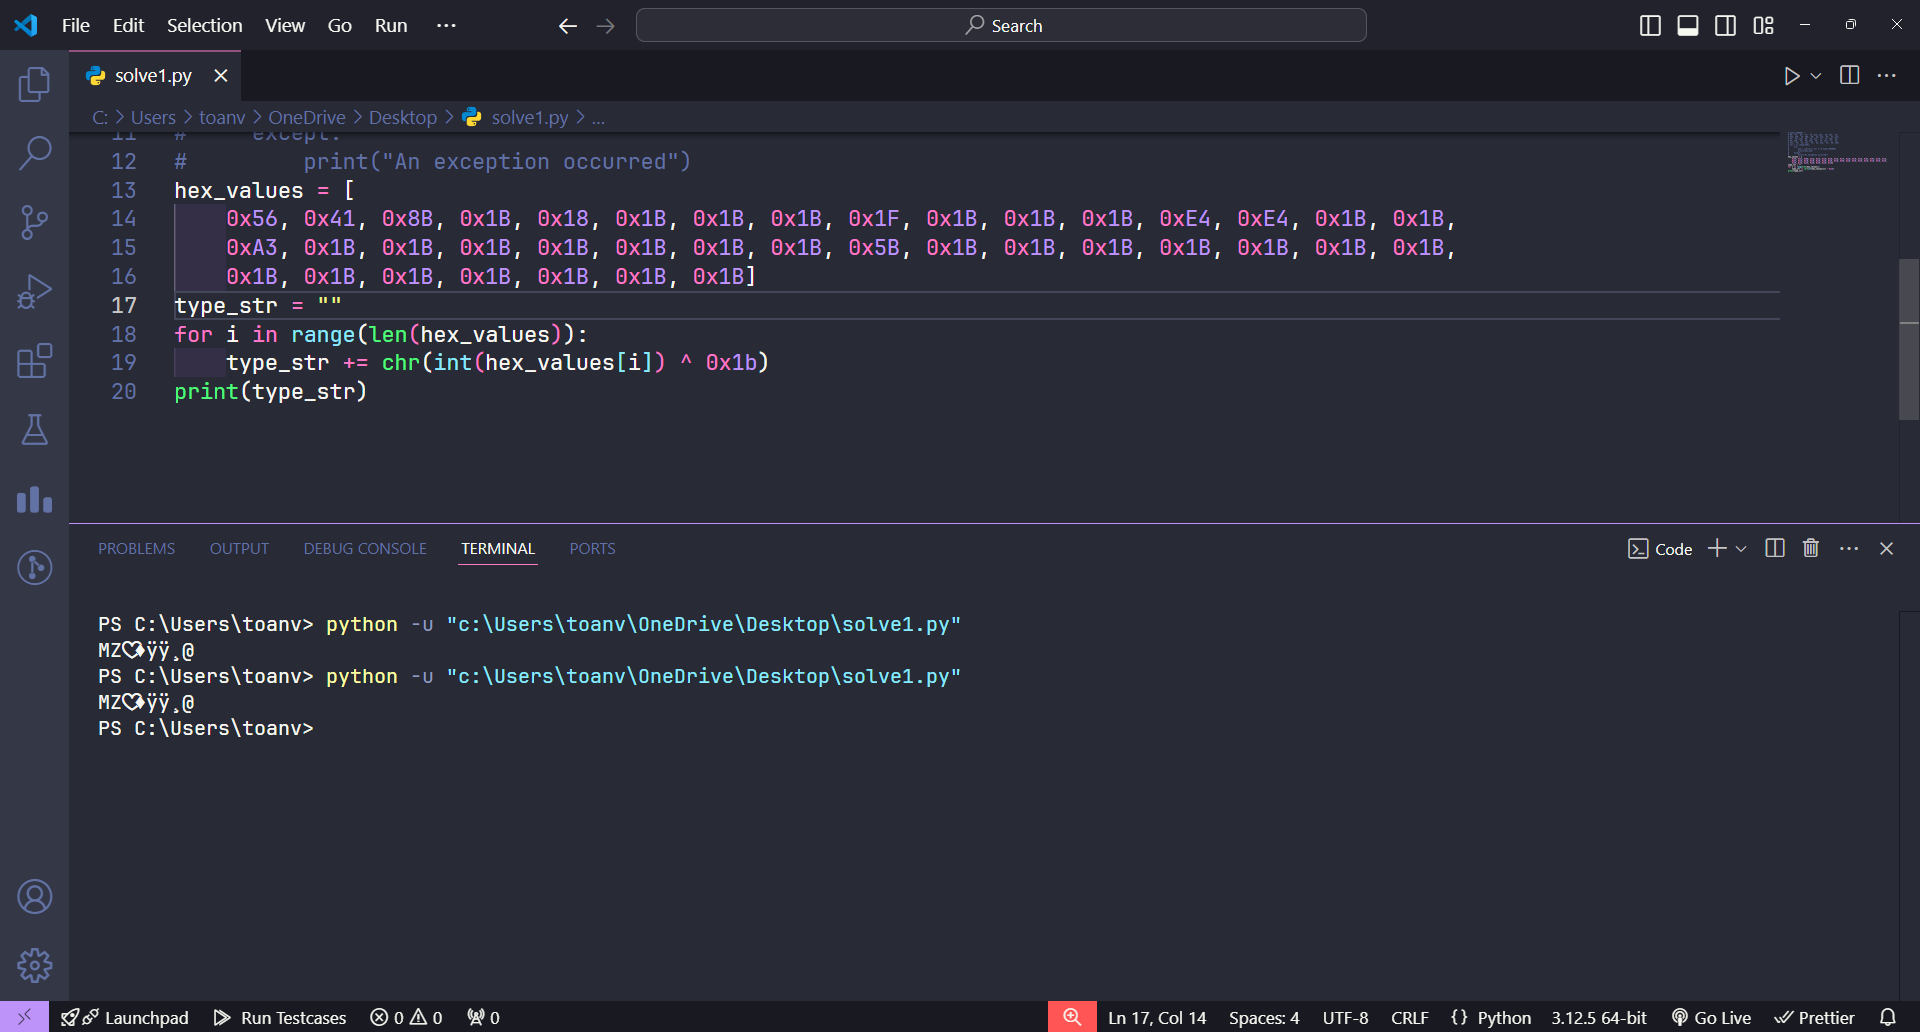 File Edit Selection View Go Run ··· Search
solve1.py
C: > Users > toanv > OneDrive > Desktop > solve1.py > ...
11 # except:
12 # print("An exception occurred")
13 hex_values = [
14 0x56, 0x41, 0x8B, 0x1B, 0x18, 0x1B, 0x1B, 0x1B, 0x1F, 0x1B, 0x1B, 0x1B, 0xE4, 0xE4, 0x1B, 0x1B,
15 0xA3, 0x1B, 0x1B, 0x1B, 0x1B, 0x1B, 0x1B, 0x1B, 0x5B, 0x1B, 0x1B, 0x1B, 0x1B, 0x1B, 0x1B, 0x1B,
16 0x1B, 0x1B, 0x1B, 0x1B, 0x1B, 0x1B, 0x1B]
17 type_str = ""
18 for i in range(len(hex_values)):
19 type_str += chr(int(hex_values[i]) ^ 0x1b)
20 print(type_str)
PROBLEMS OUTPUT DEBUG CONSOLE TERMINAL PORTS Code
PS C:\Users\toanv> python -u "c:\Users\toanv\OneDrive\Desktop\solve1.py"
MZ♥♦ÿÿ¸@
PS C:\Users\toanv> python -u "c:\Users\toanv\OneDrive\Desktop\solve1.py"
MZ♥♦ÿÿ¸@
PS C:\Users\toanv>
Launchpad Run Testcases 0 0 0 Ln 17, Col 14 Spaces: 4 UTF-8 CRLF {} Python 3.12.5 64-bit Go Live Prettier